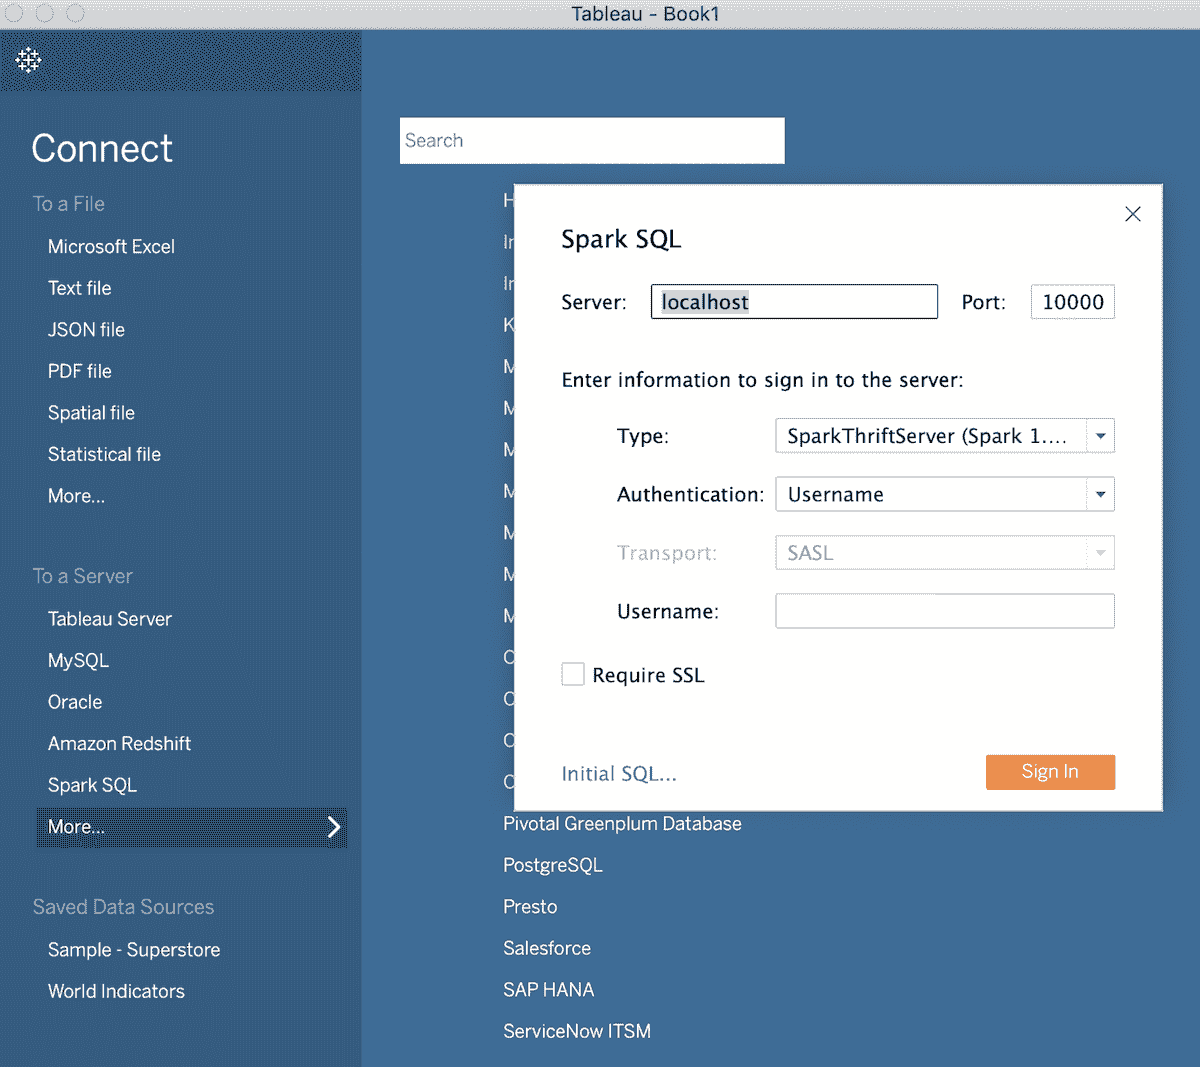 Tableau - Book1
Connect
To a File
Microsoft Excel
Text file
JSON file
PDF file
Spatial file
Statistical file
More...
To a Server
Tableau Server
MySQL
Oracle
Amazon Redshift
Spark SQL
More...
Saved Data Sources
Sample - Superstore
World Indicators
Search
Spark SQL
Server: localhost Port: 10000
Enter information to sign in to the server:
Type: SparkThriftServer (Spark 1....
Authentication: Username
Transport: SASL
Username:
Require SSL
Initial SQL... Sign In
Pivotal Greenplum Database
PostgreSQL
Presto
Salesforce
SAP HANA
ServiceNow ITSM